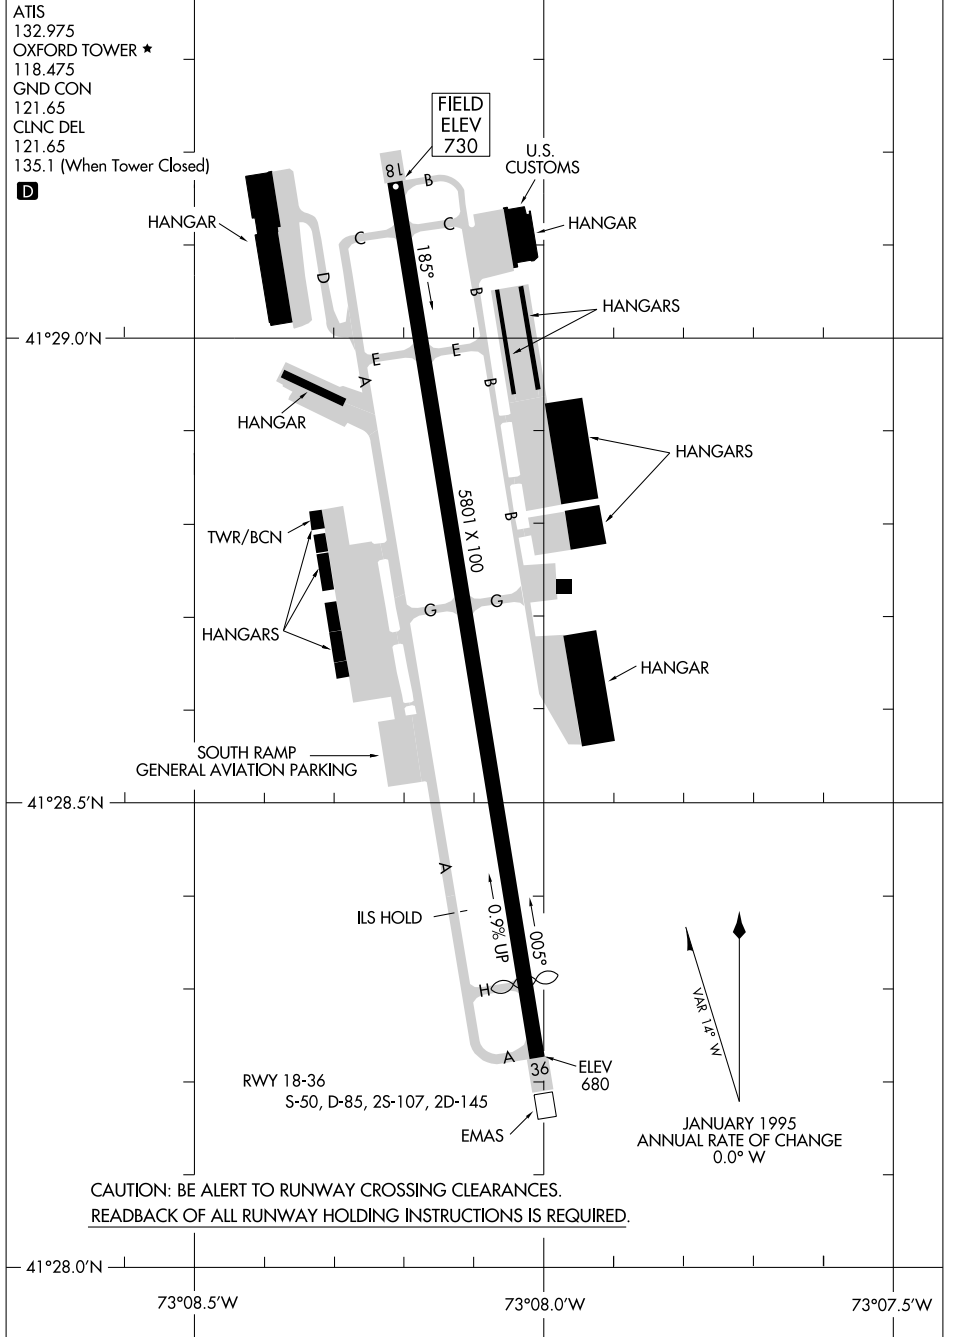 ATIS
132.975
OXFORD TOWER ★
118.475
GND CON
121.65
CLNC DEL
121.65
135.1 (When Tower Closed)
D
FIELD
ELEV
730
U.S.
CUSTOMS
18
B
HANGAR
C
C
HANGAR
185°
D
B
HANGARS
41°29.0'N
E
E
A
B
HANGAR
HANGARS
5801 X 100
B
TWR/BCN
G
G
HANGARS
HANGAR
SOUTH RAMP
GENERAL AVIATION PARKING
41°28.5'N
A
ILS HOLD
0.9% UP
005°
H
VAR 14° W
A
36
ELEV
680
RWY 18-36
S-50, D-85, 2S-107, 2D-145
EMAS
JANUARY 1995
ANNUAL RATE OF CHANGE
0.0° W
CAUTION: BE ALERT TO RUNWAY CROSSING CLEARANCES.
READBACK OF ALL RUNWAY HOLDING INSTRUCTIONS IS REQUIRED.
41°28.0'N
73°08.5'W
73°08.0'W
73°07.5'W